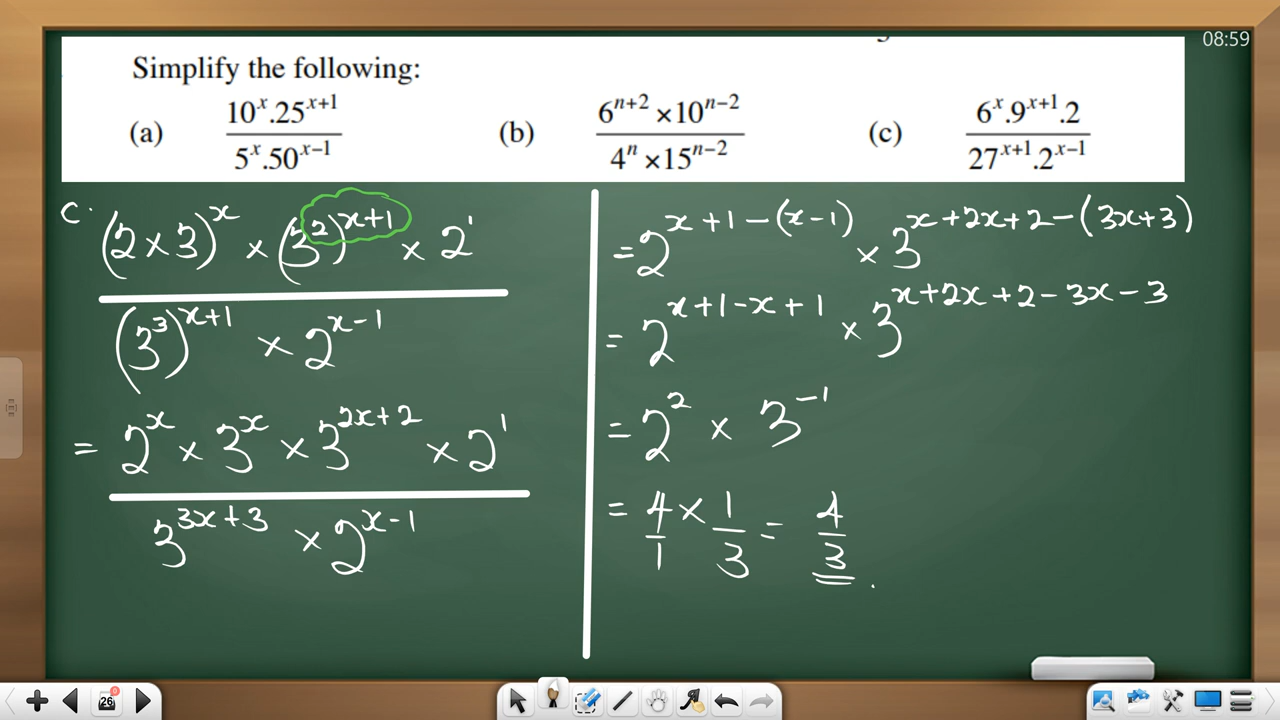 08:59
Simplify the following:
(a) 10^x.25^{x+1} / 5^x.50^{x−1} (b) 6^{n+2} ×10^{n−2} / 4^n ×15^{n−2} (c) 6^x.9^{x+1}.2 / 27^{x+1}.2^{x−1}
c. (2 × 3)^x × (3^2)^{x+1} × 2^1 / (3^3)^{x+1} × 2^{x−1}
= 2^x × 3^x × 3^{2x+2} × 2^1 / 3^{3x+3} × 2^{x−1}
= 2^{x+1−(x−1)} × 3^{x+2x+2−(3x+3)}
= 2^{x+1−x+1} × 3^{x+2x+2−3x−3}
= 2^2 × 3^{−1}
= 4/1 × 1/3 = 4/3.
26
0